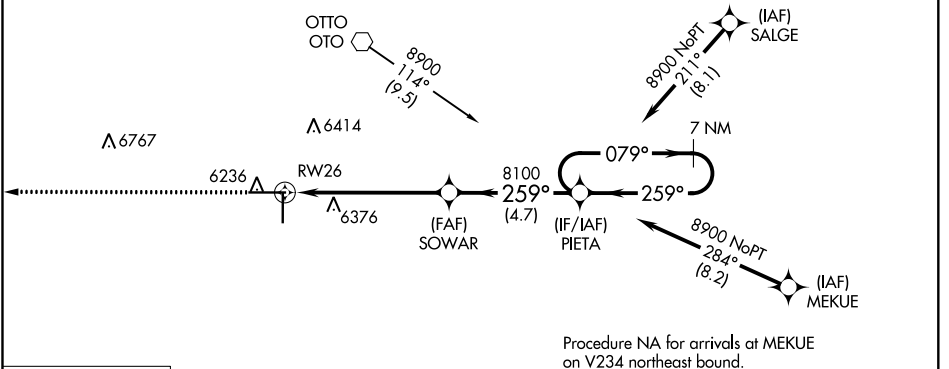 OTTO
OTO
8900
114°
(9.5)
(IAF)
SALGE
8900 NoPT
211°
(8.1)
6767
6414
7 NM
079°
6236
RW26
8100
259°
(4.7)
259°
6376
(FAF)
SOWAR
(IF/IAF)
PIETA
8900 NoPT
284°
(8.2)
(IAF)
MEKUE
Procedure NA for arrivals at MEKUE
on V234 northeast bound.